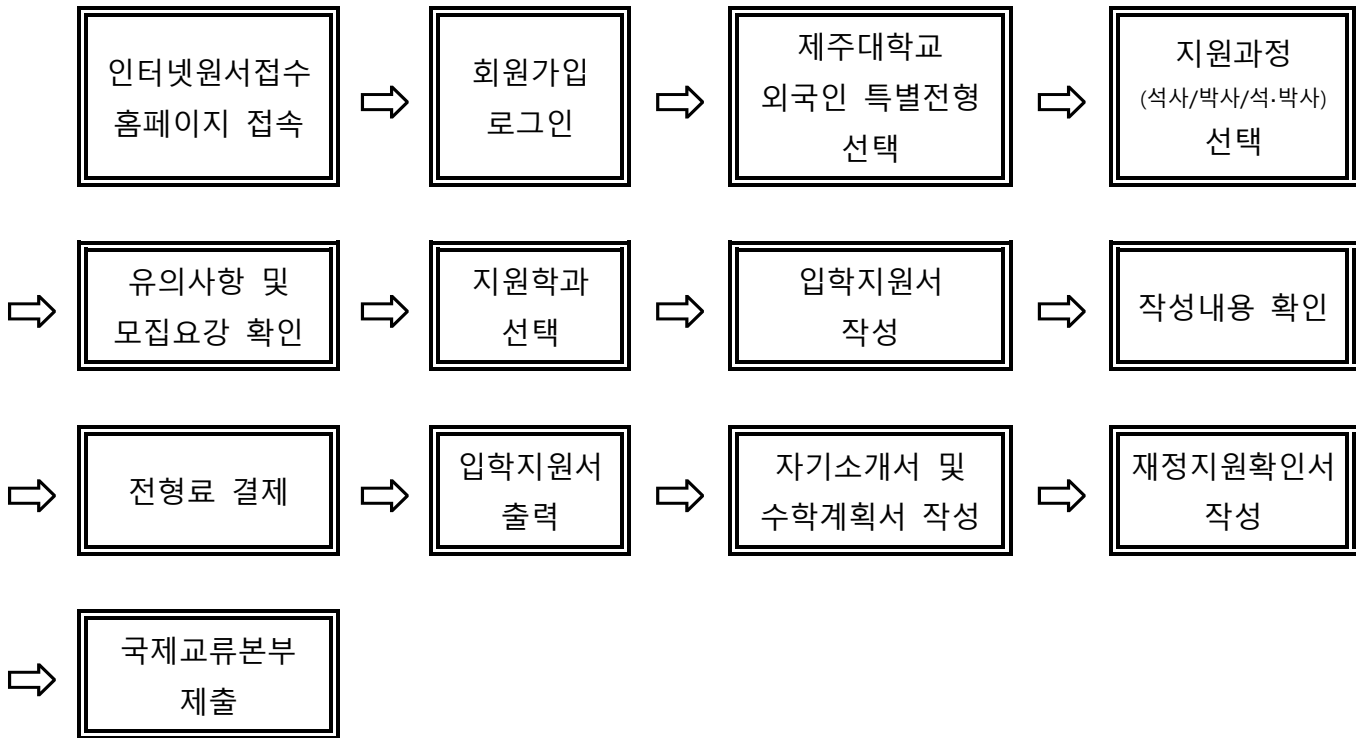 인터넷원서접수
홈페이지 접속
회원가입
로그인
제주대학교
외국인 특별전형
선택
지원과정
(석사/박사/석·박사)
선택
유의사항 및
모집요강 확인
지원학과
선택
입학지원서
작성
작성내용 확인
전형료 결제
입학지원서
출력
자기소개서 및
수학계획서 작성
재정지원확인서
작성
국제교류본부
제출